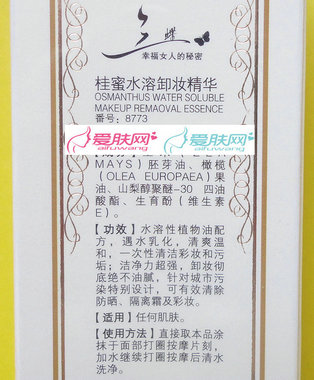 蝶
幸福女人的秘密
桂蜜水溶卸妆精华
OSMANTHUS WATER SOLUBLE
MAKEUP REMAOVAL ESSENCE
番号：8773
爱肤网 爱肤网
aifuwang aifuwang
MAYS）胚芽油、橄榄
（OLEA EUROPAEA）果
油、山梨醇聚醚-30 四油
酸酯、生育酚（维生素
E）。
【功效】水溶性植物油配
方，遇水乳化，清爽温
和，一次性清洁彩妆和污
垢；洁净力超强，卸妆彻
底绝不油腻，针对城市污
染特别设计，可有效清除
防晒、隔离霜及彩妆。
【适用】任何肌肤。
【使用方法】直接取本品涂
抹于面部打圈按摩片刻，
加水继续打圈按摩后清水
洗净。